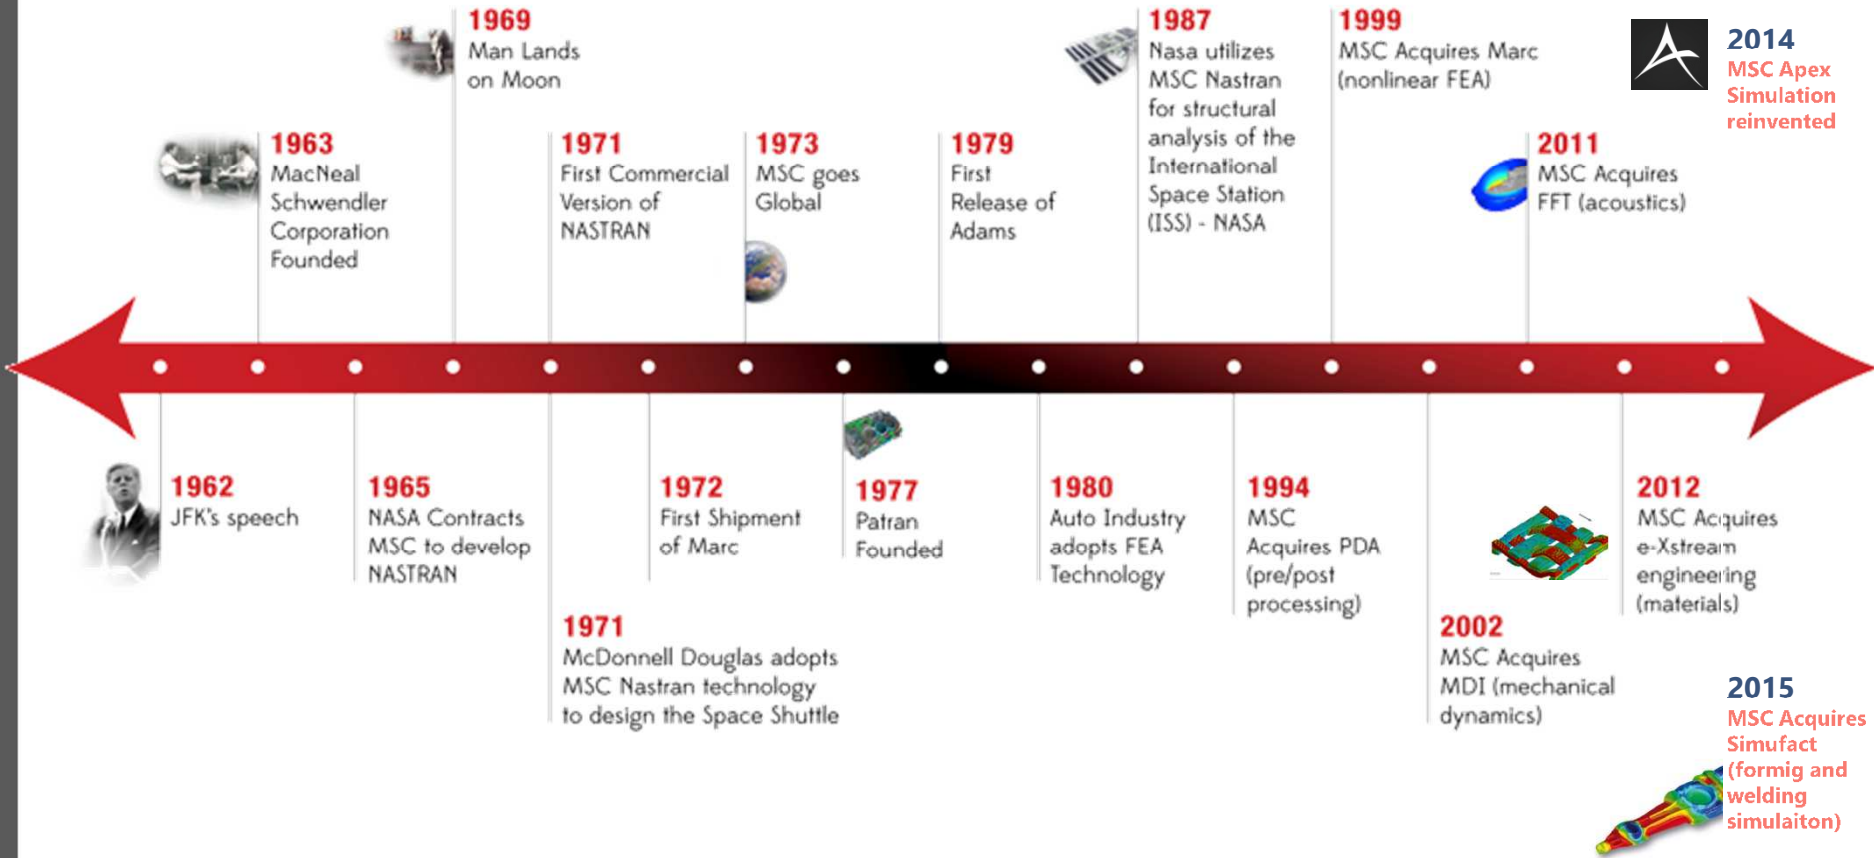 1969
Man Lands
on Moon
1987
Nasa utilizes
MSC Nastran
for structural
analysis of the
International
Space Station
(ISS) - NASA
1999
MSC Acquires Marc
(nonlinear FEA)
2014
MSC Apex
Simulation
reinvented
1963
MacNeal
Schwendler
Corporation
Founded
1971
First Commercial
Version of
NASTRAN
1973
MSC goes
Global
1979
First
Release of
Adams
2011
MSC Acquires
FFT (acoustics)
1962
JFK's speech
1965
NASA Contracts
MSC to develop
NASTRAN
1972
First Shipment
of Marc
1977
Patran
Founded
1980
Auto Industry
adopts FEA
Technology
1994
MSC
Acquires PDA
(pre/post
processing)
2012
MSC Acquires
e-Xstream
engineering
(materials)
1971
McDonnell Douglas adopts
MSC Nastran technology
to design the Space Shuttle
2002
MSC Acquires
MDI (mechanical
dynamics)
2015
MSC Acquires
Simufact
(formig and
welding
simulaiton)